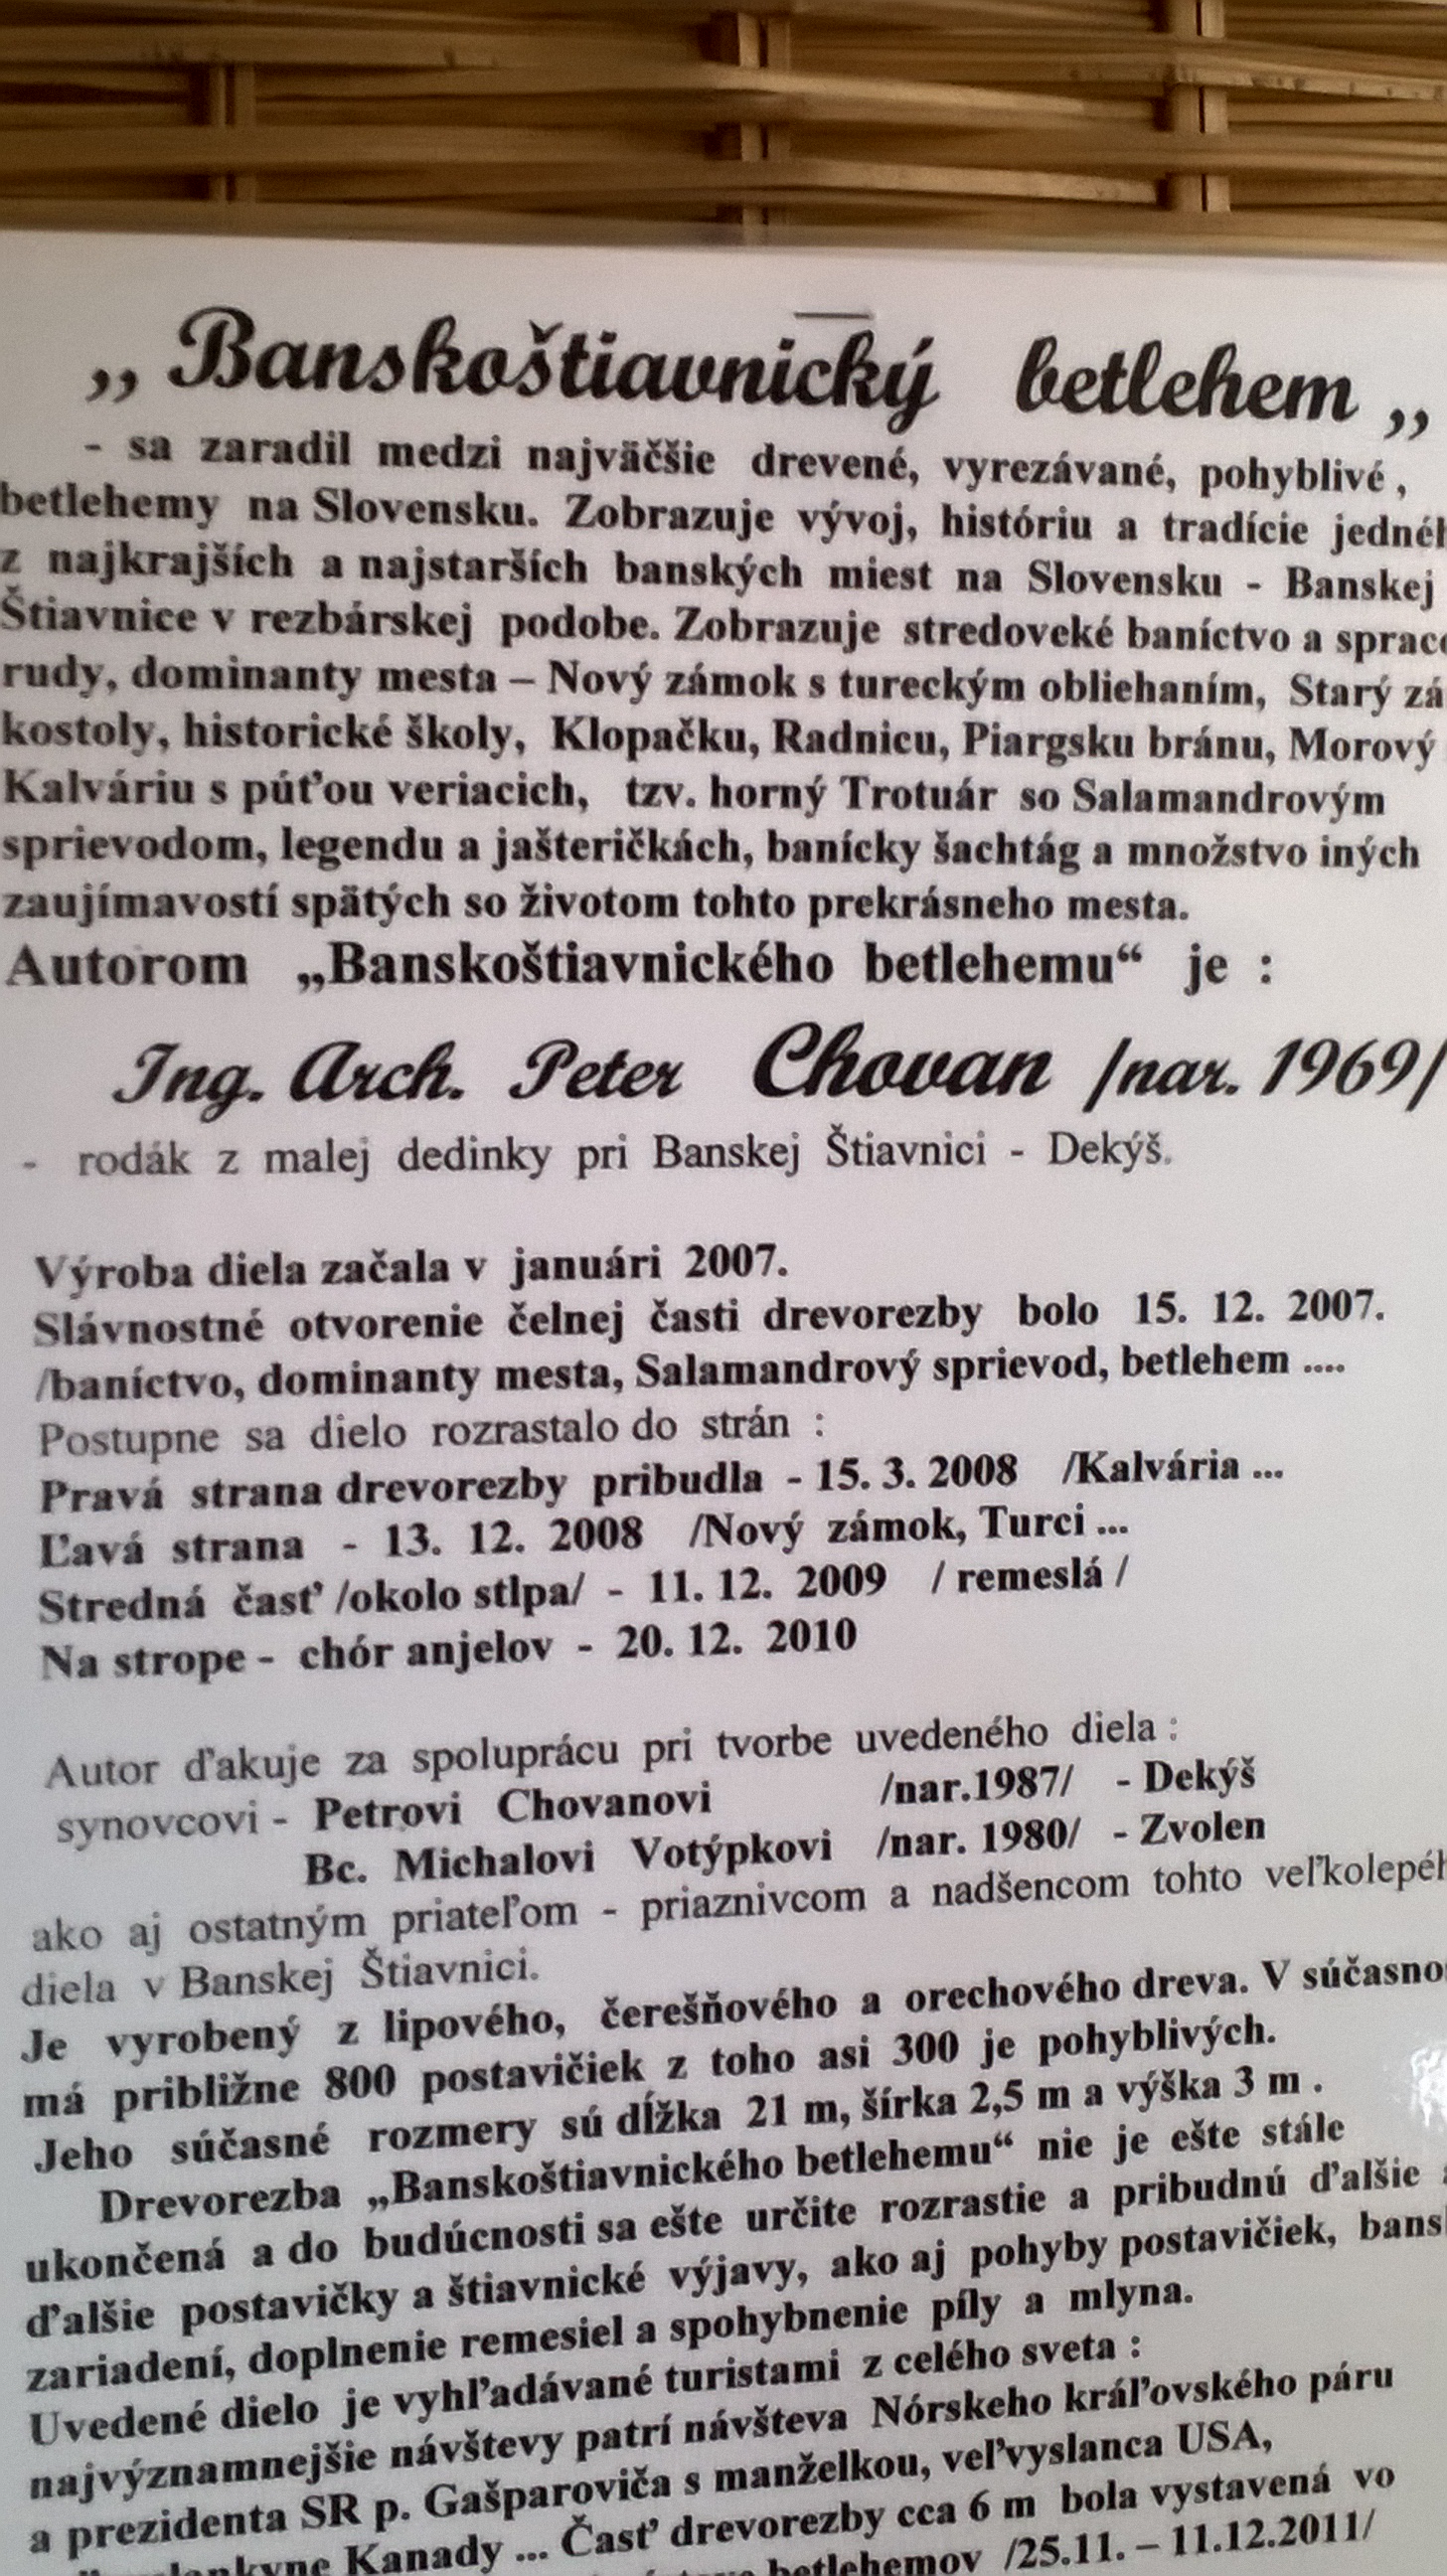 ,, Banskoštiavnický betlehem ,,
- sa zaradil medzi najväčšie drevené, vyrezávané, pohyblivé ,
betlehemy na Slovensku. Zobrazuje vývoj, históriu a tradície
z najkrajších a najstarších banských miest na Slovensku - Banskej
Štiavnice v rezbárskej podobe. Zobrazuje stredoveké baníctvo a
rudy, dominanty mesta – Nový zámok s tureckým obliehaním, Starý
kostoly, historické školy, Klopačku, Radnicu, Piargsku bránu, Morový
Kalváriu s púťou veriacich, tzv. horný Trotuár so Salamandrovým
sprievodom, legendu a jašteričkách, banícky šachtág a množstvo iných
zaujímavostí spätých so životom tohto prekrásneho mesta.
Autorom „Banskoštiavnického betlehemu“ je :
Ing. Arch. Peter Chovan /nar. 1969/
- rodák z malej dedinky pri Banskej Štiavnici - Dekýš.
Výroba diela začala v januári 2007.
Slávnostné otvorenie čelnej časti drevorezby bolo 15. 12. 2007.
/baníctvo, dominanty mesta, Salamandrový sprievod, betlehem ....
Postupne sa dielo rozrastalo do strán :
Pravá strana drevorezby pribudla - 15. 3. 2008 /Kalvária ...
Ľavá strana - 13. 12. 2008 /Nový zámok, Turci ...
Stredná časť /okolo stlpa/ - 11. 12. 2009 / remeslá /
Na strope - chór anjelov - 20. 12. 2010
Autor ďakuje za spoluprácu pri tvorbe uvedeného diela :
synovcovi - Petrovi Chovanovi /nar.1987/ - Dekýš
Bc. Michalovi Votýpkovi /nar. 1980/ - Zvolen
ako aj ostatným priateľom - priaznivcom a nadšencom tohto
diela v Banskej Štiavnici.
Je vyrobený z lipového, čerešňového a orechového dreva. V
má približne 800 postavičiek z toho asi 300 je pohyblivých.
Jeho súčasné rozmery sú dĺžka 21 m, šírka 2,5 m a výška 3 m .
Drevorezba „Banskoštiavnického betlehemu“ nie je ešte stále
ukončená a do budúcnosti sa ešte určite rozrastie a pribudnú ďalšie
ďalšie postavičky a štiavnické výjavy, ako aj pohyby postavičiek,
zariadení, doplnenie remesiel a spohybnenie píly a mlyna.
Uvedené dielo je vyhľadávané turistami z celého sveta :
najvýznamnejšie návštevy patrí návšteva Nórskeho kráľovského páru
a prezidenta SR p. Gašparoviča s manželkou, veľvyslanca USA,
Kanady ... Časť drevorezby cca 6 m bola vystavená vo
betlehemov /25.11. – 11.12.2011/